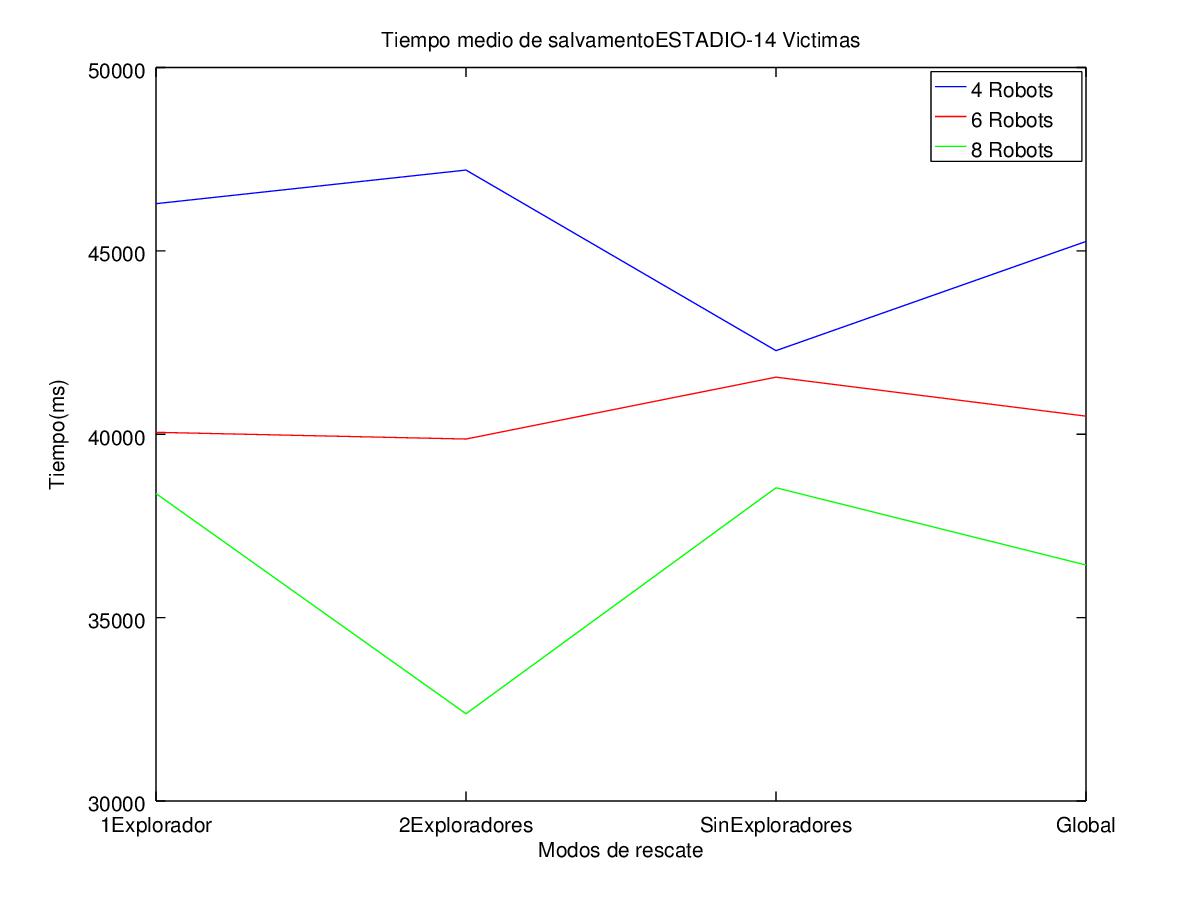 Tiempo medio de salvamentoESTADIO-14 Victimas
50000
4 Robots
6 Robots
8 Robots
45000
Tiempo(ms)
40000
35000
30000
1Explorador
2Exploradores
SinExploradores
Global
Modos de rescate